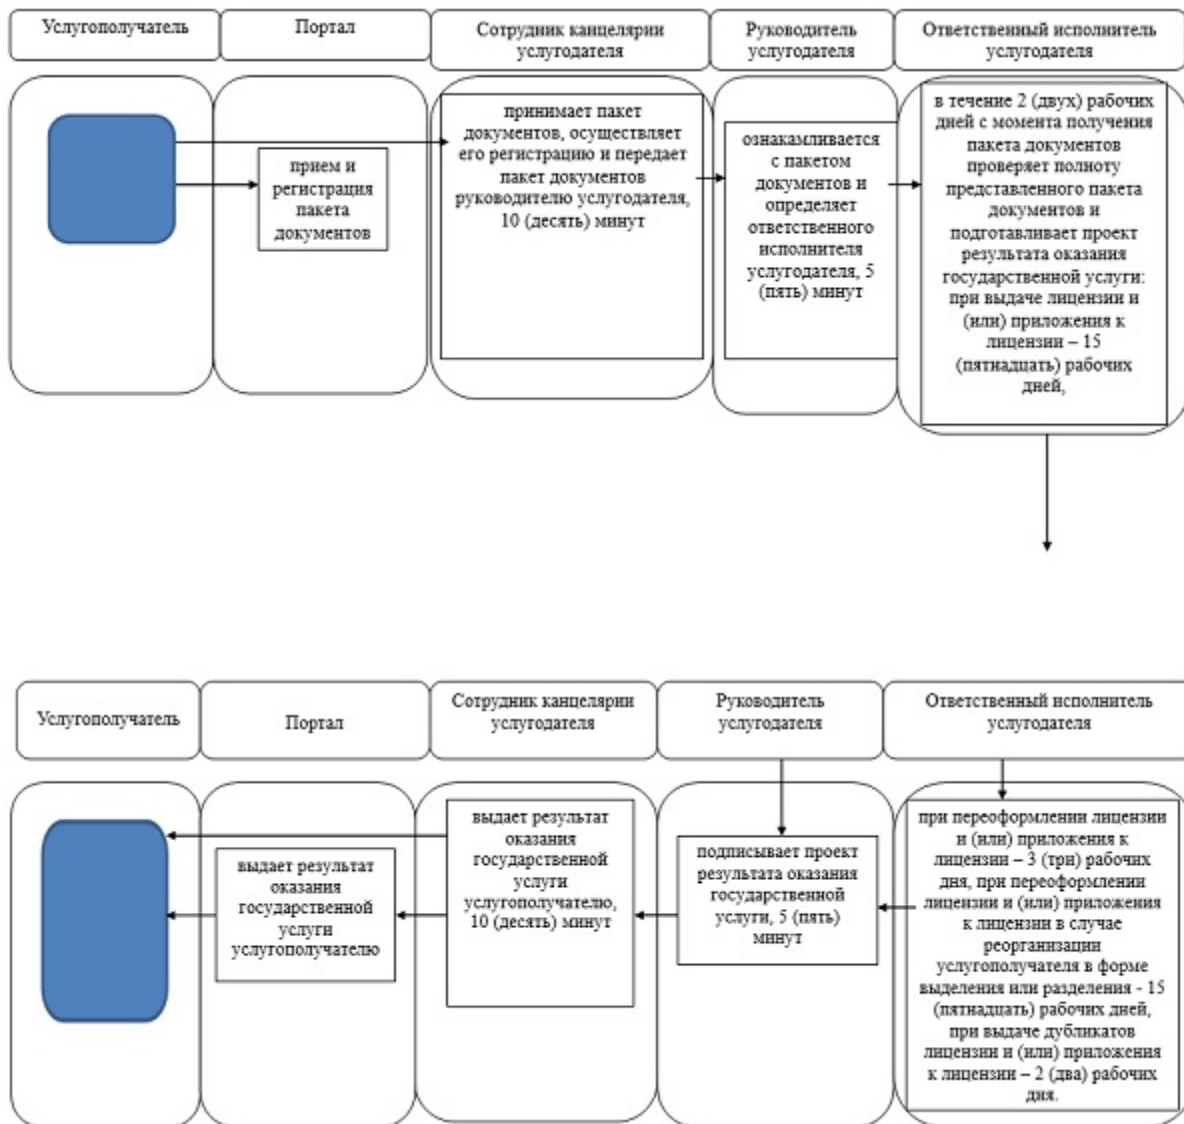 Услугополучатель
Портал
Сотрудник канцелярии
услугодателя
Руководитель
услугодателя
Ответственный исполнитель
услугодателя
прием и
регистрация
пакета
документов
принимает пакет
документов, осуществляет
его регистрацию и передает
пакет документов
руководителю услугодателя,
10 (десять) минут
ознакамливается
с пакетом
документов и
определяет
ответственного
исполнителя
услугодателя, 5
(пять) минут
в течение 2 (двух) рабочих
дней с момента получения
пакета документов
проверяет полноту
представленного пакета
документов и
подготавливает проект
результата оказания
государственной услуги:
при выдаче лицензии и
(или) приложения к
лицензии – 15
(пятнадцать) рабочих
дней,
Услугополучатель
Портал
Сотрудник канцелярии
услугодателя
Руководитель
услугодателя
Ответственный исполнитель
услугодателя
выдает результат
оказания
государственной
услуги
услугополучателю
выдает результат
оказания
государственной
услуги
услугополучателю,
10 (десять) минут
подписывает проект
результата оказания
государственной
услуги, 5 (пять)
минут
при переоформлении лицензии
и (или) приложения к
лицензии – 3 (три) рабочих
дня, при переоформлении
лицензии и (или) приложения
к лицензии в случае
реорганизации
услугополучателя в форме
выделения или разделения - 15
(пятнадцать) рабочих дней,
при выдаче дубликатов
лицензии и (или) приложения
к лицензии – 2 (два) рабочих
дня.